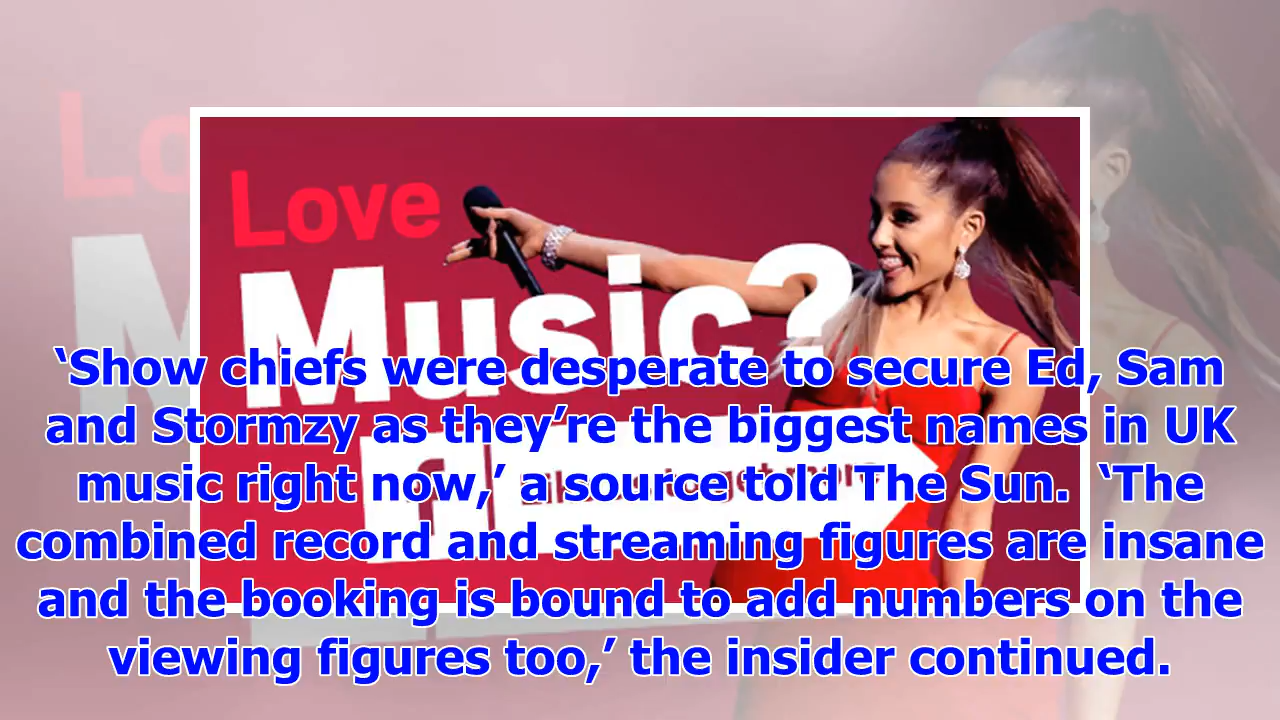 Love
Music?
‘Show chiefs were desperate to secure Ed, Sam
and Stormzy as they’re the biggest names in UK
music right now,’ a source told The Sun.  ‘The
combined record and streaming figures are insane
and the booking is bound to add numbers on the
viewing figures too,’ the insider continued.